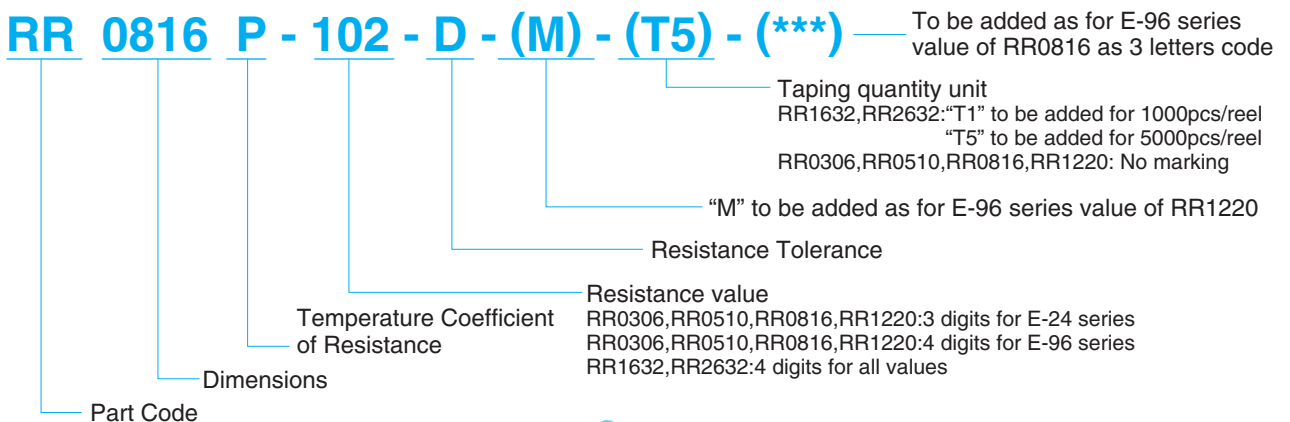 RR 0816 P - 102 - D - (M) - (T5) - (***)
To be added as for E-96 series
value of RR0816 as 3 letters code
Taping quantity unit
RR1632,RR2632:“T1” to be added for 1000pcs/reel
“T5” to be added for 5000pcs/reel
RR0306,RR0510,RR0816,RR1220: No marking
“M” to be added as for E-96 series value of RR1220
Resistance Tolerance
Resistance value
RR0306,RR0510,RR0816,RR1220:3 digits for E-24 series
RR0306,RR0510,RR0816,RR1220:4 digits for E-96 series
RR1632,RR2632:4 digits for all values
Temperature Coefficient
of Resistance
Dimensions
Part Code